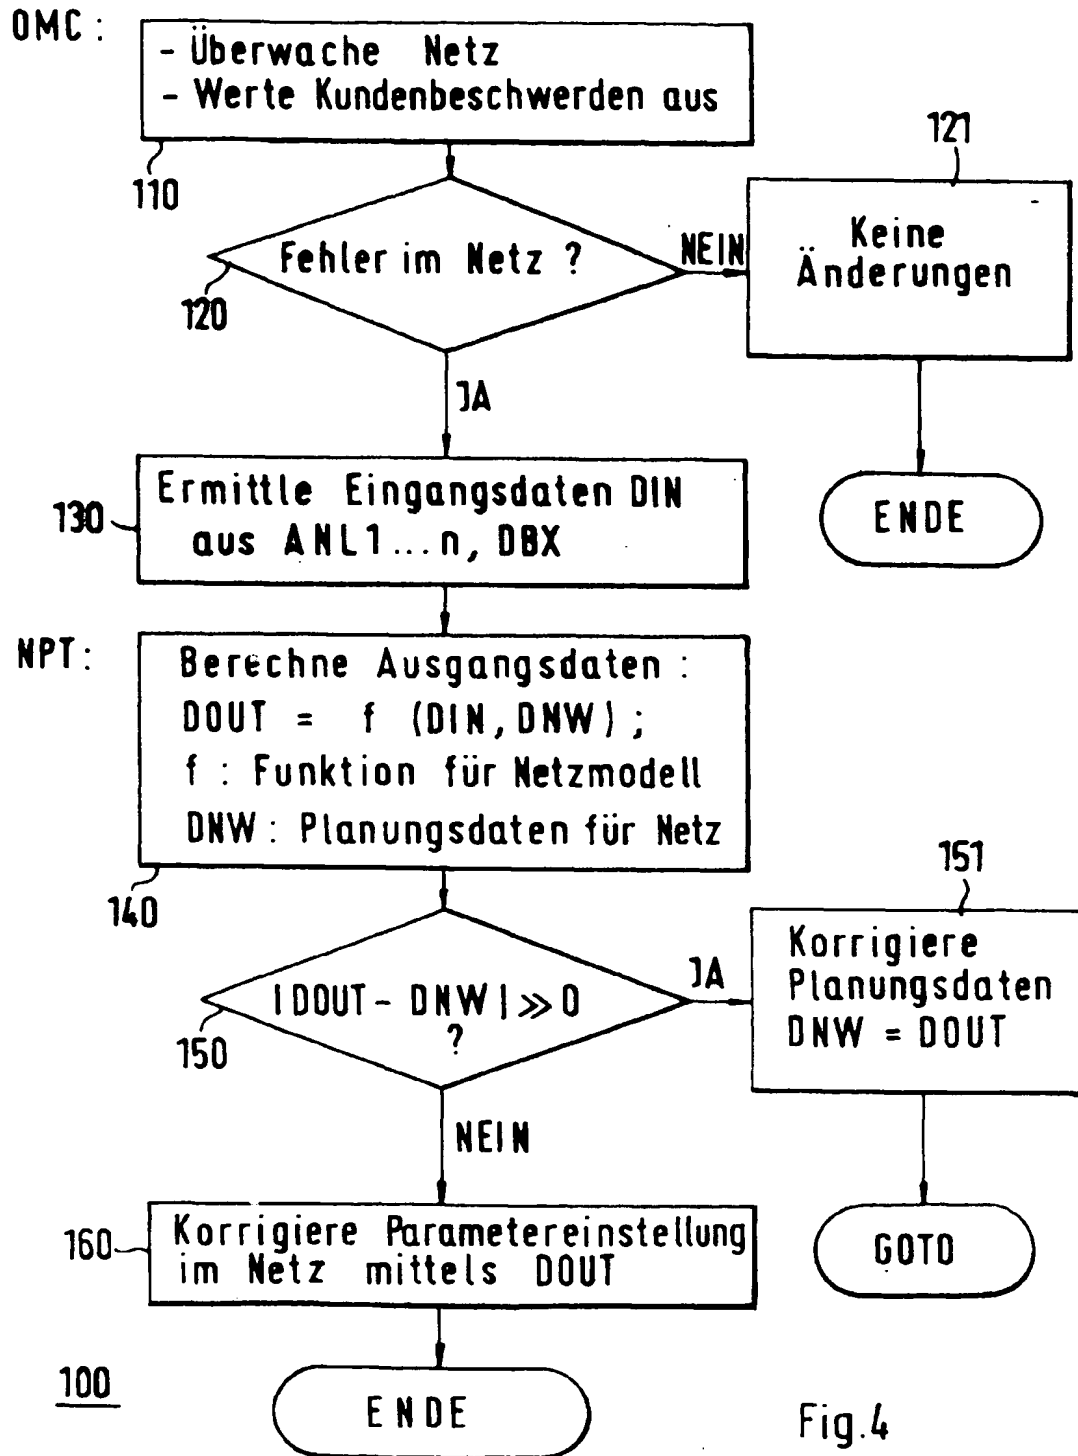 OMC :
- Überwache Netz
- Werte Kundenbeschwerden aus
110
121
Fehler im Netz ?
NEIN
120
Keine
Änderungen
JA
ENDE
130
Ermittle Eingangsdaten DIN
aus ANL1...n, DBX
NPT :
Berechne Ausgangsdaten :
DOUT = f (DIN, DNW) ;
f : Funktion für Netzmodell
DNW : Planungsdaten für Netz
140
151
|DOUT - DNW| ≫ 0
?
JA
150
Korrigiere
Planungsdaten
DNW = DOUT
NEIN
GOTO
160
Korrigiere Parametereinstellung
im Netz mittels DOUT
100
ENDE
Fig.4